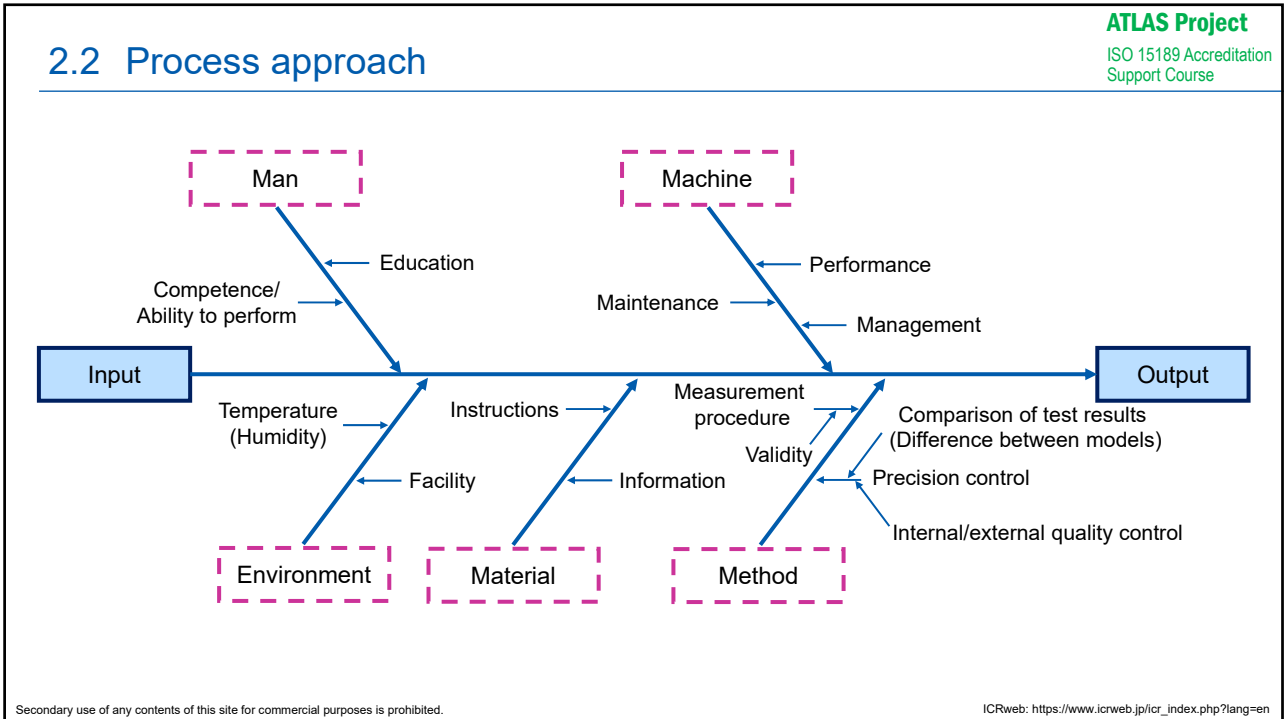 2.2 Process approach
ATLAS Project
ISO 15189 Accreditation
Support Course
Man
Machine
Education
Competence/
Ability to perform
Performance
Maintenance
Management
Input
Output
Temperature
(Humidity)
Facility
Instructions
Information
Measurement
procedure
Validity
Comparison of test results
(Difference between models)
Precision control
Internal/external quality control
Environment
Material
Method
Secondary use of any contents of this site for commercial purposes is prohibited.
ICRweb: https://www.icrweb.jp/icr_index.php?lang=en